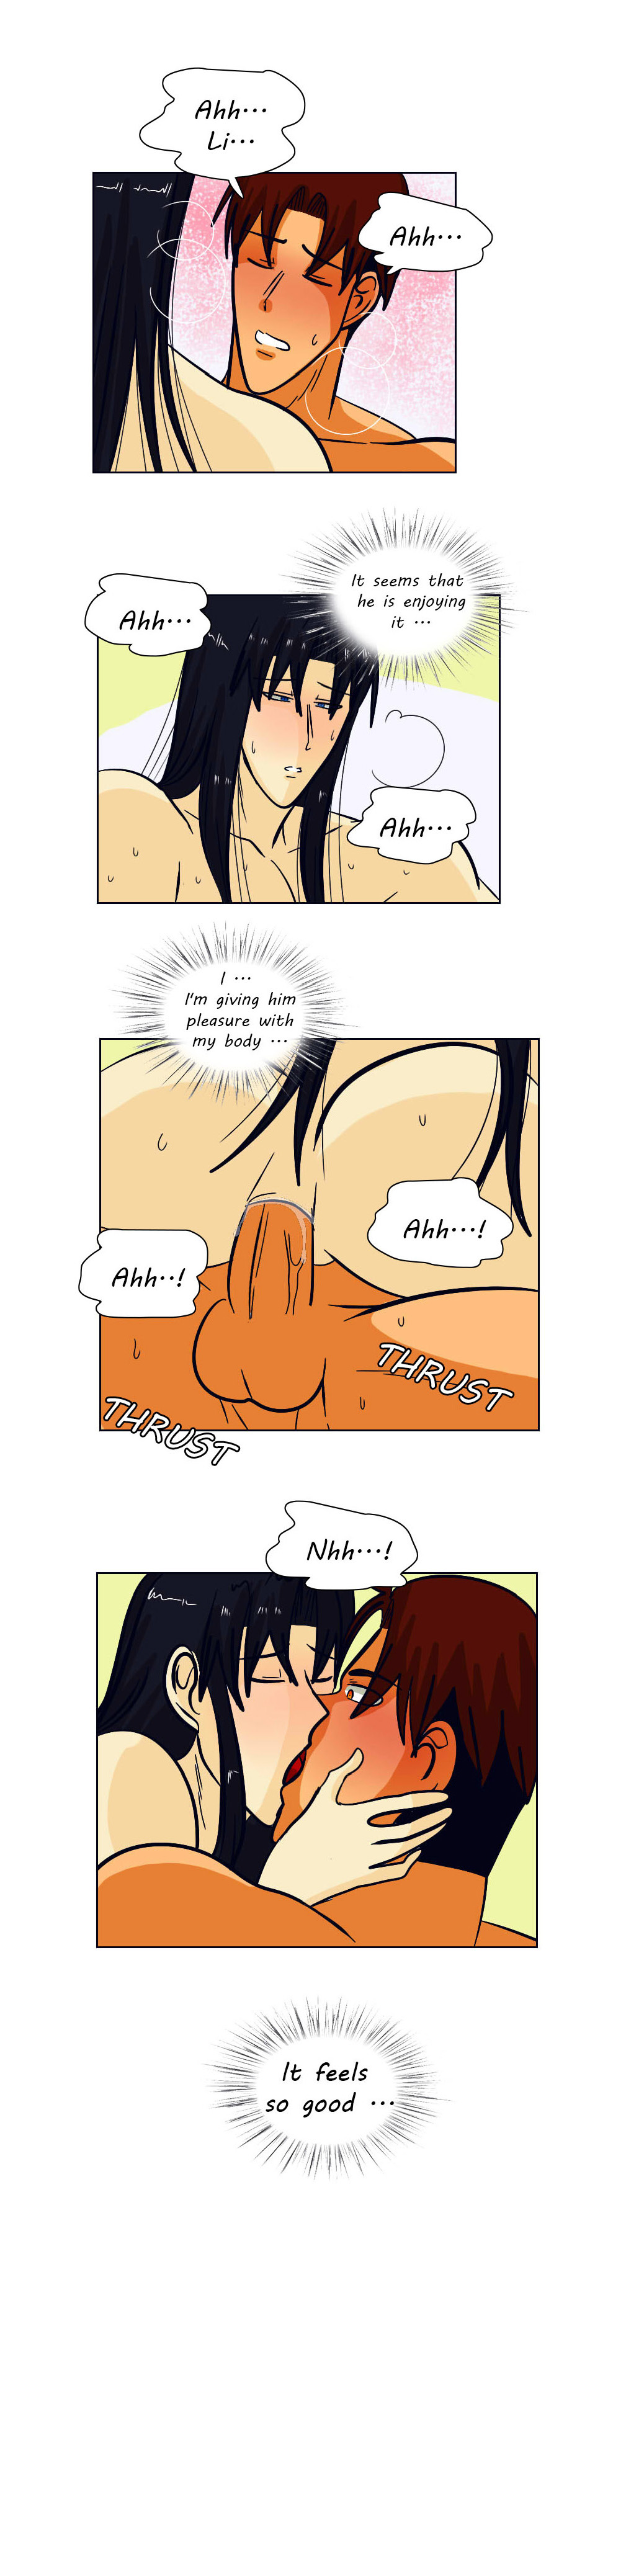 Ahh...
Li...
Ahh...
It seems that
he is enjoying
it ...
Ahh...
Ahh...
I ...
I'm giving him
pleasure with
my body ...
Ahh...!
Ahh..!
THRUST
THRUST
Nhh...!
It feels
so good ...